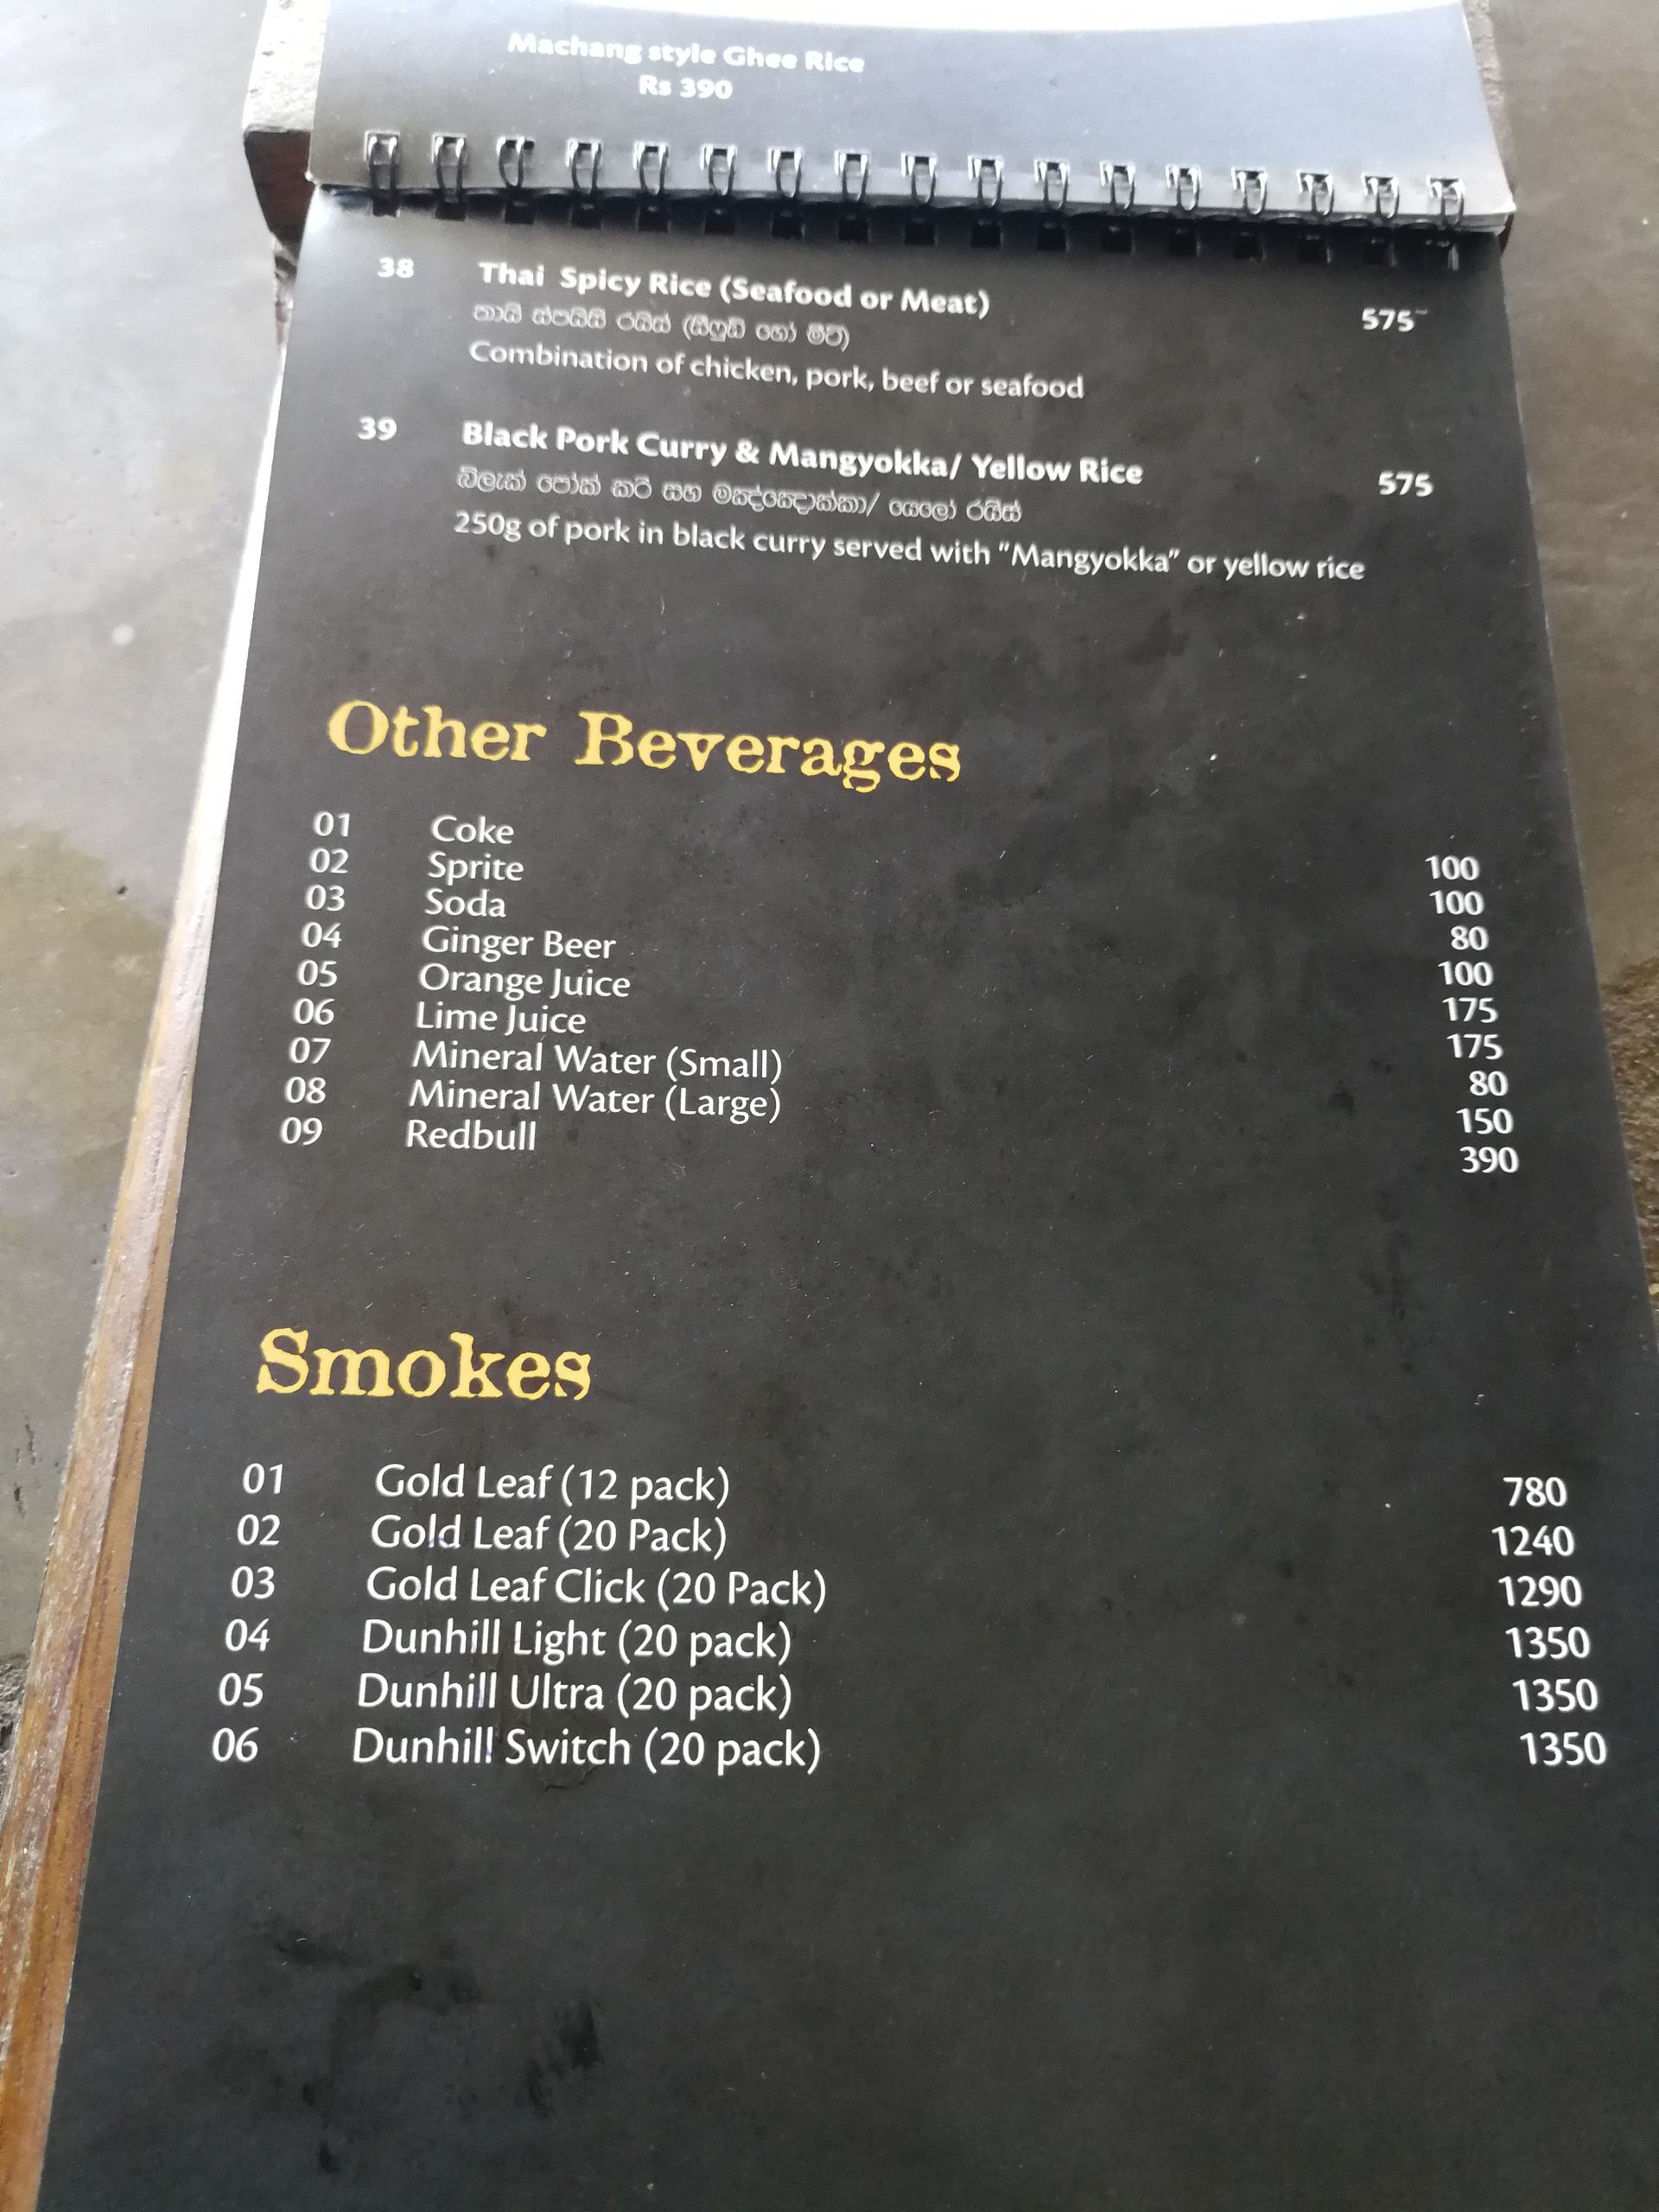 Machang style Ghee Rice
Rs 390
38 Thai Spicy Rice (Seafood or Meat) 575
තායි ස්පයිසි රයිස් (සීෆුඩ් හෝ මීට්)
Combination of chicken, pork, beef or seafood
39 Black Pork Curry & Mangyokka/ Yellow Rice 575
බ්ලැක් පෝක් කරි සහ මඤ්ඤොක්කා/ යෙලෝ රයිස්
250g of pork in black curry served with "Mangyokka" or yellow rice
Other Beverages
01 Coke 100
02 Sprite 100
03 Soda 80
04 Ginger Beer 100
05 Orange Juice 175
06 Lime Juice 175
07 Mineral Water (Small) 80
08 Mineral Water (Large) 150
09 Redbull 390
Smokes
01 Gold Leaf (12 pack) 780
02 Gold Leaf (20 Pack) 1240
03 Gold Leaf Click (20 Pack) 1290
04 Dunhill Light (20 pack) 1350
05 Dunhill Ultra (20 pack) 1350
06 Dunhill Switch (20 pack) 1350